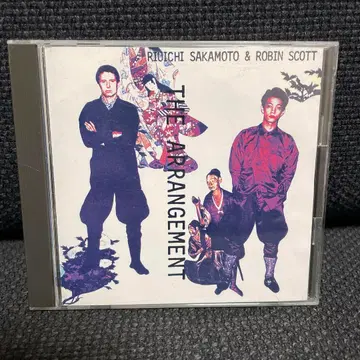 RIUICHI SAKAMOTO & ROBIN SCOTT
THE ARRANGEMENT